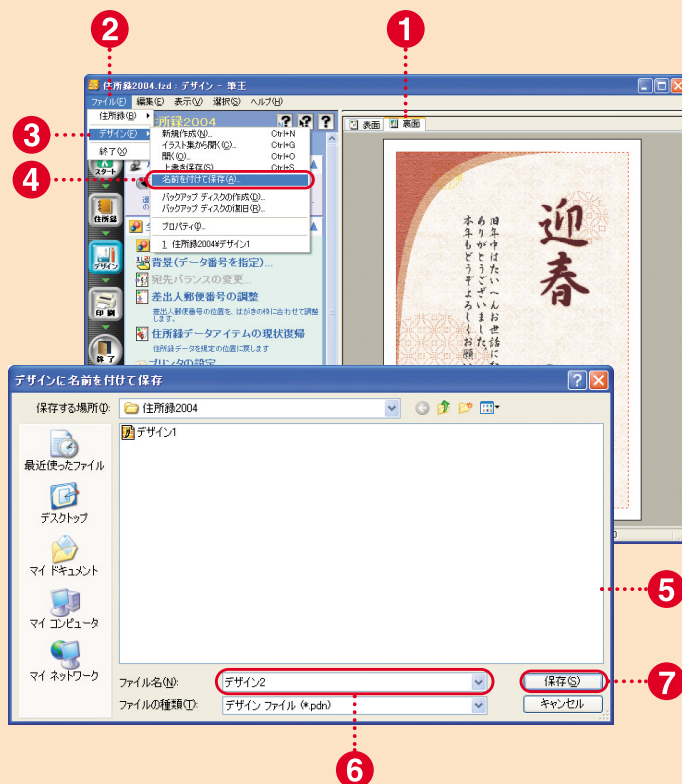 2
1
住所録2004.fzd : デザイン - 筆王
ファイル(F) 編集(E) 表示(V) 選択(S) ヘルプ(H)
住所録(B)
デザイン(E)
終了(X)
3
4
住所録2004
新規作成(N)... Ctrl+N
イラスト集から開く(C)... Ctrl+G
開く(O)... Ctrl+O
上書き保存(S) Ctrl+S
名前を付けて保存(A)...
バックアップ ディスクの作成(D)...
バックアップ ディスクの復旧(R)...
プロパティ(I)...
1 住所録2004¥デザイン1
スタート
住所録
デザイン
印刷
終了
背景(データ番号を指定)...
宛先バランスの変更...
差出人郵便番号の調整
差出人郵便番号の位置を、はがきの枠に合わせて調整します。
住所録データアイテムの現状復帰
住所録データを規定の位置に戻します
プリンタの設定
表面 裏面
迎春
旧年中はたいへんお世話にな
ありがとうございました。
本年もどうぞよろしくお願い
デザインに名前を付けて保存
保存する場所(I): 住所録2004
最近使ったファイル
デスクトップ
マイ ドキュメント
マイ コンピュータ
マイ ネットワーク
デザイン1
5
ファイル名(N): デザイン2 保存(S)
7
ファイルの種類(T): デザイン ファイル (*.pdn) キャンセル
6